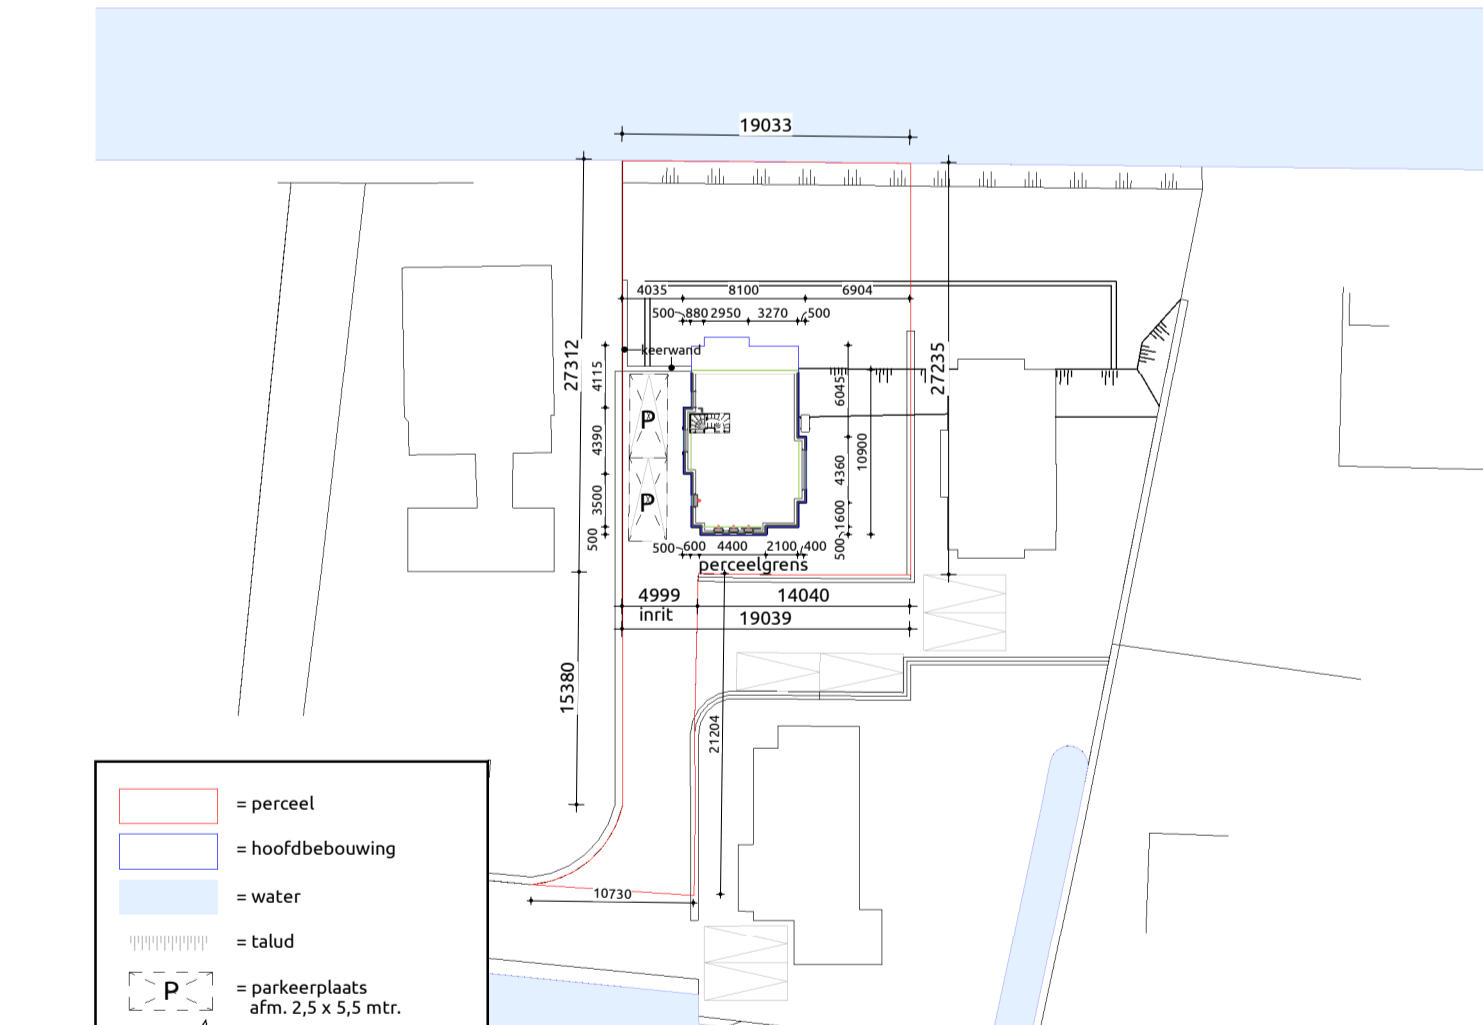 19033
4035 8100 6904
500 880 2950 3270 500
keerwand
27312
27235
4115
4390
3500
500
6045
4360
1600
500
10900
P
P
500 600 4400 2100 400
perceelgrens
4999 14040
inrit 19039
15380
21204
10730
= perceel
= hoofdbebouwing
= water
= talud
P = parkeerplaats
afm. 2,5 x 5,5 mtr.